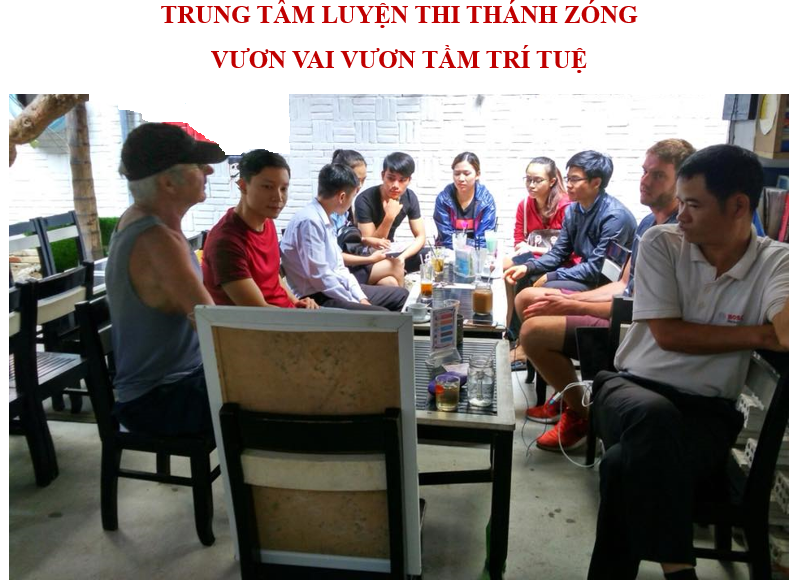 TRUNG TÂM LUYỆN THI THÁNH ZÓNG
VƯƠN VAI VƯƠN TẦM TRÍ TUỆ